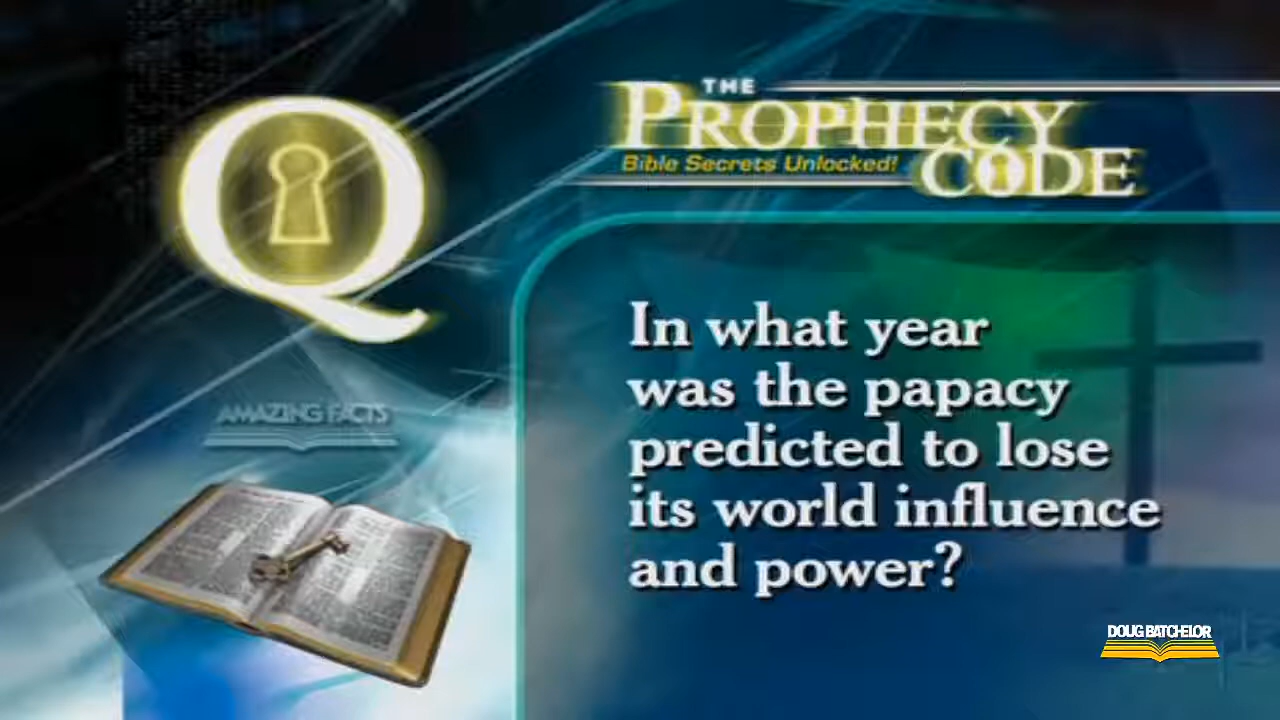 THE
PROPHECY
Bible Secrets Unlocked!
CODE
AMAZING FACTS
In what year
was the papacy
predicted to lose
its world influence
and power?
DOUG BATCHELOR